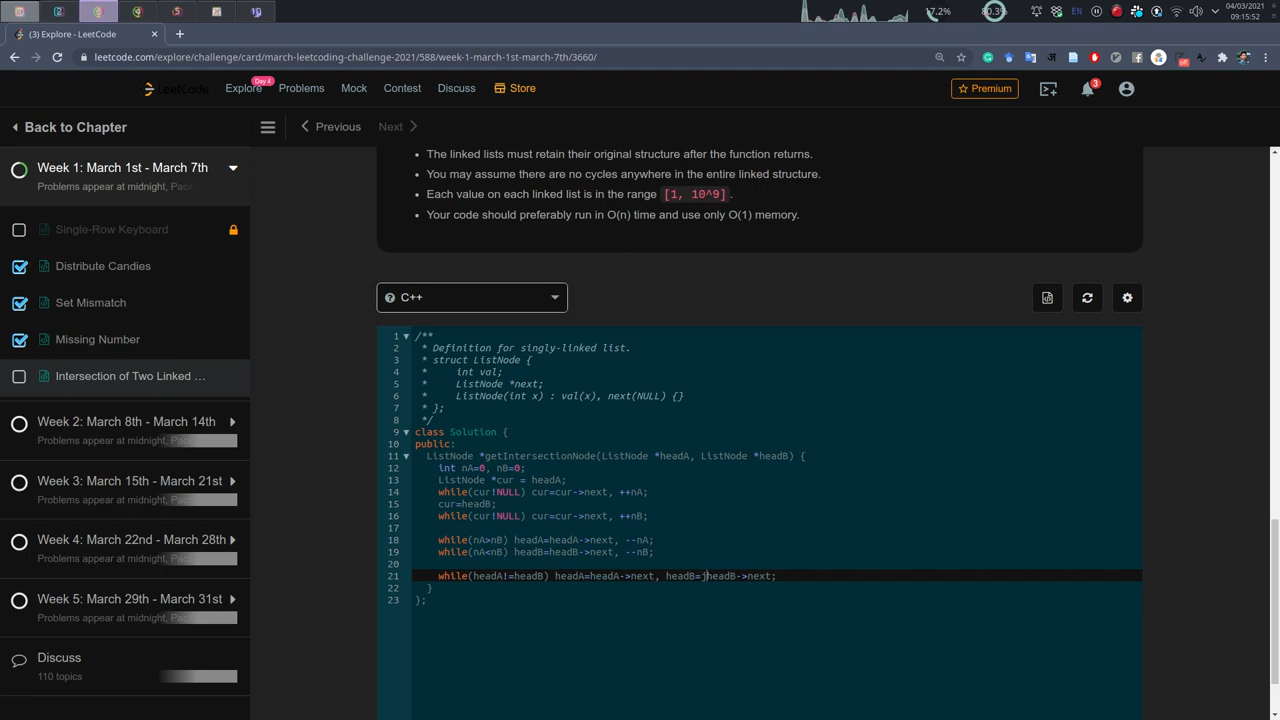 17.2%
80.3%
EN
04/03/2021
09:15:52
(3) Explore - LeetCode
leetcode.com/explore/challenge/card/march-leetcoding-challenge-2021/588/week-1-march-1st-march-7th/3660/
LeetCode
Explore
Day 4
Problems
Mock
Contest
Discuss
Store
Premium
3
Back to Chapter
Previous
Next
Week 1: March 1st - March 7th
Problems appear at midnight, Pac
Single-Row Keyboard
Distribute Candies
Set Mismatch
Missing Number
Intersection of Two Linked ...
Week 2: March 8th - March 14th
Problems appear at midnight,
Week 3: March 15th - March 21st
Problems appear at midnight,
Week 4: March 22nd - March 28th
Problems appear at midnight,
Week 5: March 29th - March 31st
Problems appear at midnight,
Discuss
110 topics
The linked lists must retain their original structure after the function returns.
You may assume there are no cycles anywhere in the entire linked structure.
Each value on each linked list is in the range [1, 10^9].
Your code should preferably run in O(n) time and use only O(1) memory.
C++
1 /**
2  * Definition for singly-linked list.
3  * struct ListNode {
4  *     int val;
5  *     ListNode *next;
6  *     ListNode(int x) : val(x), next(NULL) {}
7  * };
8  */
9 class Solution {
10 public:
11   ListNode *getIntersectionNode(ListNode *headA, ListNode *headB) {
12     int nA=0, nB=0;
13     ListNode *cur = headA;
14     while(cur!NULL) cur=cur->next, ++nA;
15     cur=headB;
16     while(cur!NULL) cur=cur->next, ++nB;
17
18     while(nA>nB) headA=headA->next, --nA;
19     while(nA<nB) headB=headB->next, --nB;
20
21     while(headA!=headB) headA=headA->next, headB=jheadB->next;
22   }
23 };